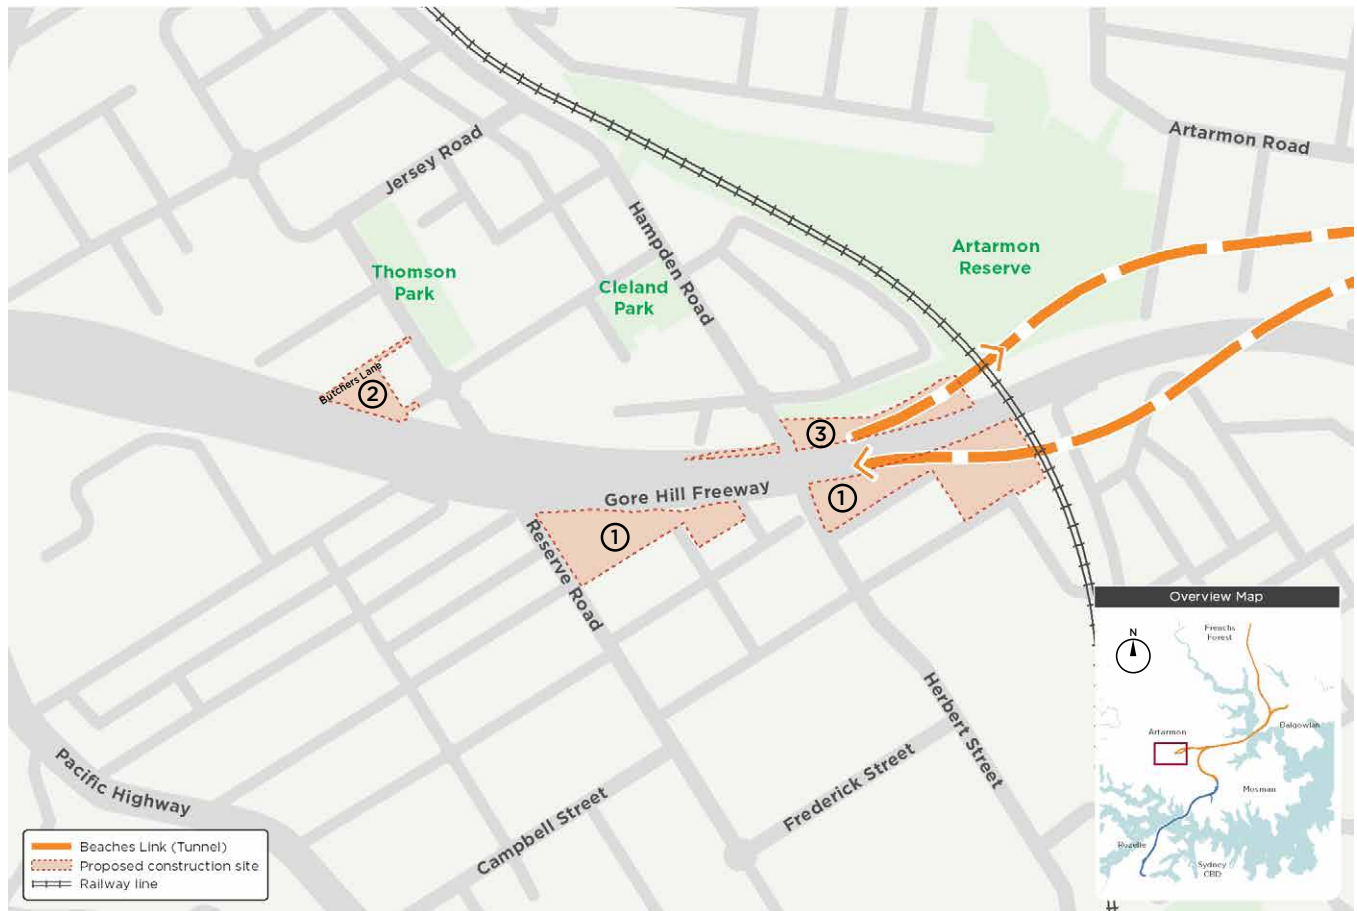 Artarmon Road
Jersey Road
Hampden Road
Artarmon
Reserve
Thomson
Park
Cleland
Park
Butchers Lane
2
3
1
Gore Hill Freeway
1
Reserve Road
Herbert Street
Frederick Street
Campbell Street
Pacific Highway
Beaches Link (Tunnel)
Proposed construction site
Railway line
Overview Map
N
Frenchs
Forest
Balgowlah
Artarmon
Mosman
Rozelle
Sydney
CBD